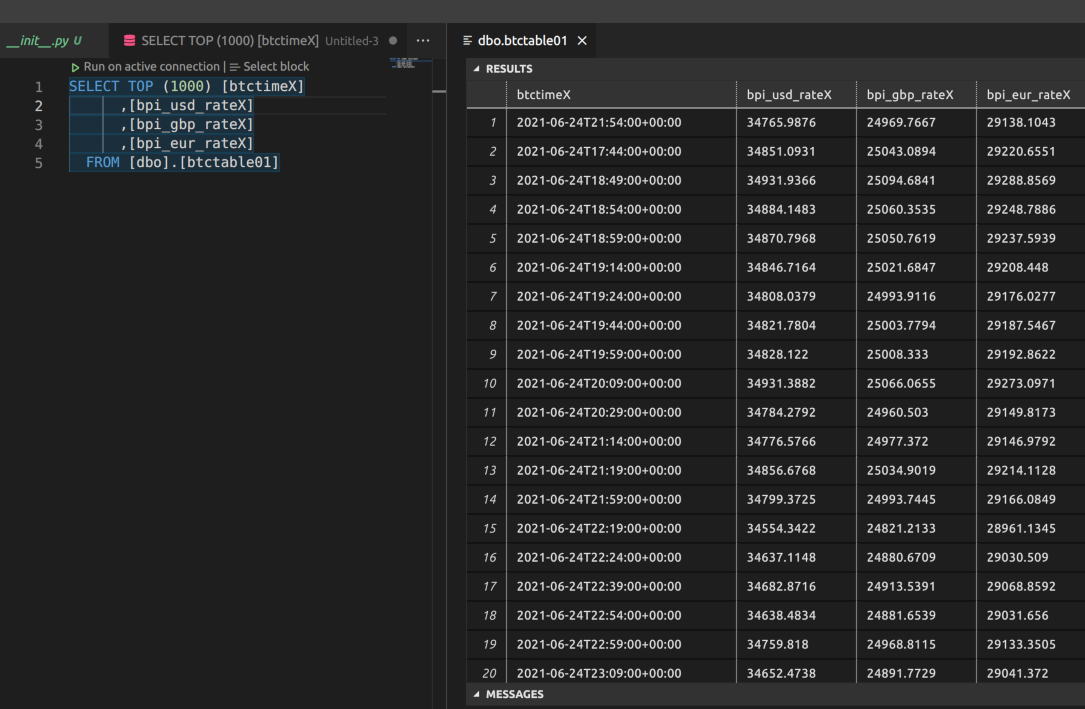 __init__.py U
SELECT TOP (1000) [btctimeX] Untitled-3 ● ···
Run on active connection | Select block
1 SELECT TOP (1000) [btctimeX]
2 ,[bpi_usd_rateX]
3 ,[bpi_gbp_rateX]
4 ,[bpi_eur_rateX]
5 FROM [dbo].[btctable01]
dbo.btctable01 ×
RESULTS
btctimeX bpi_usd_rateX bpi_gbp_rateX bpi_eur_rateX
1 2021-06-24T21:54:00+00:00 34765.9876 24969.7667 29138.1043
2 2021-06-24T17:44:00+00:00 34851.0931 25043.0894 29220.6551
3 2021-06-24T18:49:00+00:00 34931.9366 25094.6841 29288.8569
4 2021-06-24T18:54:00+00:00 34884.1483 25060.3535 29248.7886
5 2021-06-24T18:59:00+00:00 34870.7968 25050.7619 29237.5939
6 2021-06-24T19:14:00+00:00 34846.7164 25021.6847 29208.448
7 2021-06-24T19:24:00+00:00 34808.0379 24993.9116 29176.0277
8 2021-06-24T19:44:00+00:00 34821.7804 25003.7794 29187.5467
9 2021-06-24T19:59:00+00:00 34828.122 25008.333 29192.8622
10 2021-06-24T20:09:00+00:00 34931.3882 25066.0655 29273.0971
11 2021-06-24T20:29:00+00:00 34784.2792 24960.503 29149.8173
12 2021-06-24T21:14:00+00:00 34776.5766 24977.372 29146.9792
13 2021-06-24T21:19:00+00:00 34856.6768 25034.9019 29214.1128
14 2021-06-24T21:59:00+00:00 34799.3725 24993.7445 29166.0849
15 2021-06-24T22:19:00+00:00 34554.3422 24821.2133 28961.1345
16 2021-06-24T22:24:00+00:00 34637.1148 24880.6709 29030.509
17 2021-06-24T22:39:00+00:00 34682.8716 24913.5391 29068.8592
18 2021-06-24T22:54:00+00:00 34638.4834 24881.6539 29031.656
19 2021-06-24T22:59:00+00:00 34759.818 24968.8115 29133.3505
20 2021-06-24T23:09:00+00:00 34652.4738 24891.7729 29041.372
MESSAGES